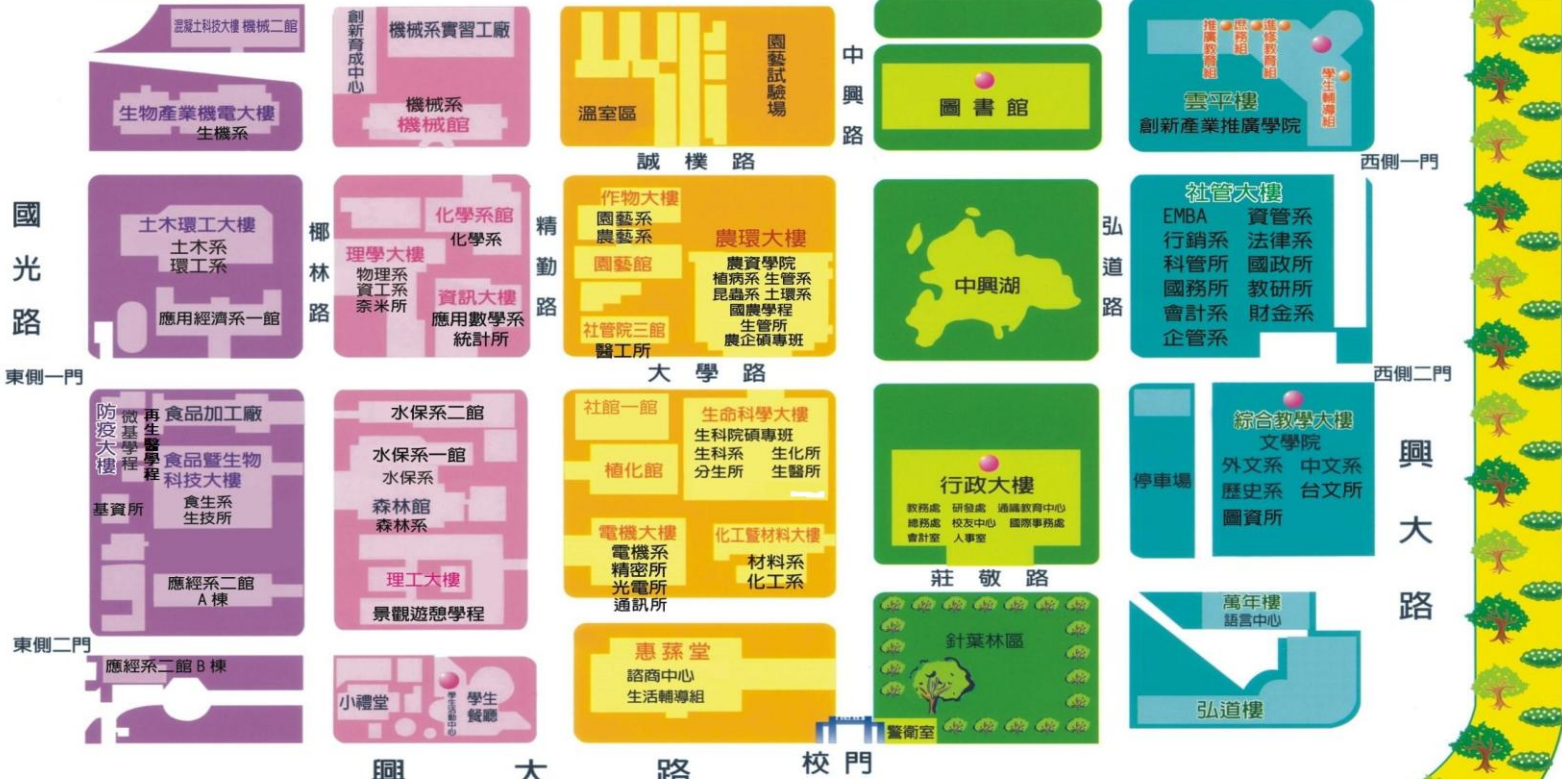 混凝土科技大樓 機械二館
生物產業機電大樓
生機系
創新育成中心
機械系實習工廠
機械系
機械館
溫室區
園藝試驗場
中興路
圖書館
推廣教育組
庶務組
進修教育組
學生輔導組
雲平樓
創新產業推廣學院
誠樸路
西側一門
國光路
土木環工大樓
土木系
環工系
應用經濟系一館
椰林路
化學系館
化學系
理學大樓
物理系
資工系
奈米所
資訊大樓
應用數學系
統計所
精勤路
作物大樓
園藝系
農藝系
園藝館
社管院三館
醫工所
農環大樓
農資學院
植病系 生管系
昆蟲系 土環系
國農學程
生管所
農企碩專班
中興湖
弘道路
社管大樓
EMBA 資管系
行銷系 法律系
科管所 國政所
國務所 教研所
會計系 財金系
企管系
東側一門
大學路
西側二門
防疫大樓
微基學程
再生醫學程
食品加工廠
食品暨生物
科技大樓
食生系
生技所
基資所
應經系二館
A 棟
水保系二館
水保系一館
水保系
森林館
森林系
理工大樓
景觀遊憩學程
社館一館
植化館
生命科學大樓
生科院碩專班
生科系 生化所
分生所 生醫所
電機大樓
電機系
精密所
光電所
通訊所
化工暨材料大樓
材料系
化工系
行政大樓
教務處 研發處 通識教育中心
總務處 校友中心 國際事務處
會計室 人事室
停車場
綜合教學大樓
文學院
外文系 中文系
歷史系 台文所
圖資所
興大路
莊敬路
東側二門
應經系二館 B 棟
小禮堂
學生活動中心
學生
餐廳
惠蓀堂
諮商中心
生活輔導組
針葉林區
警衛室
萬年樓
語言中心
弘道樓
興大路
校門